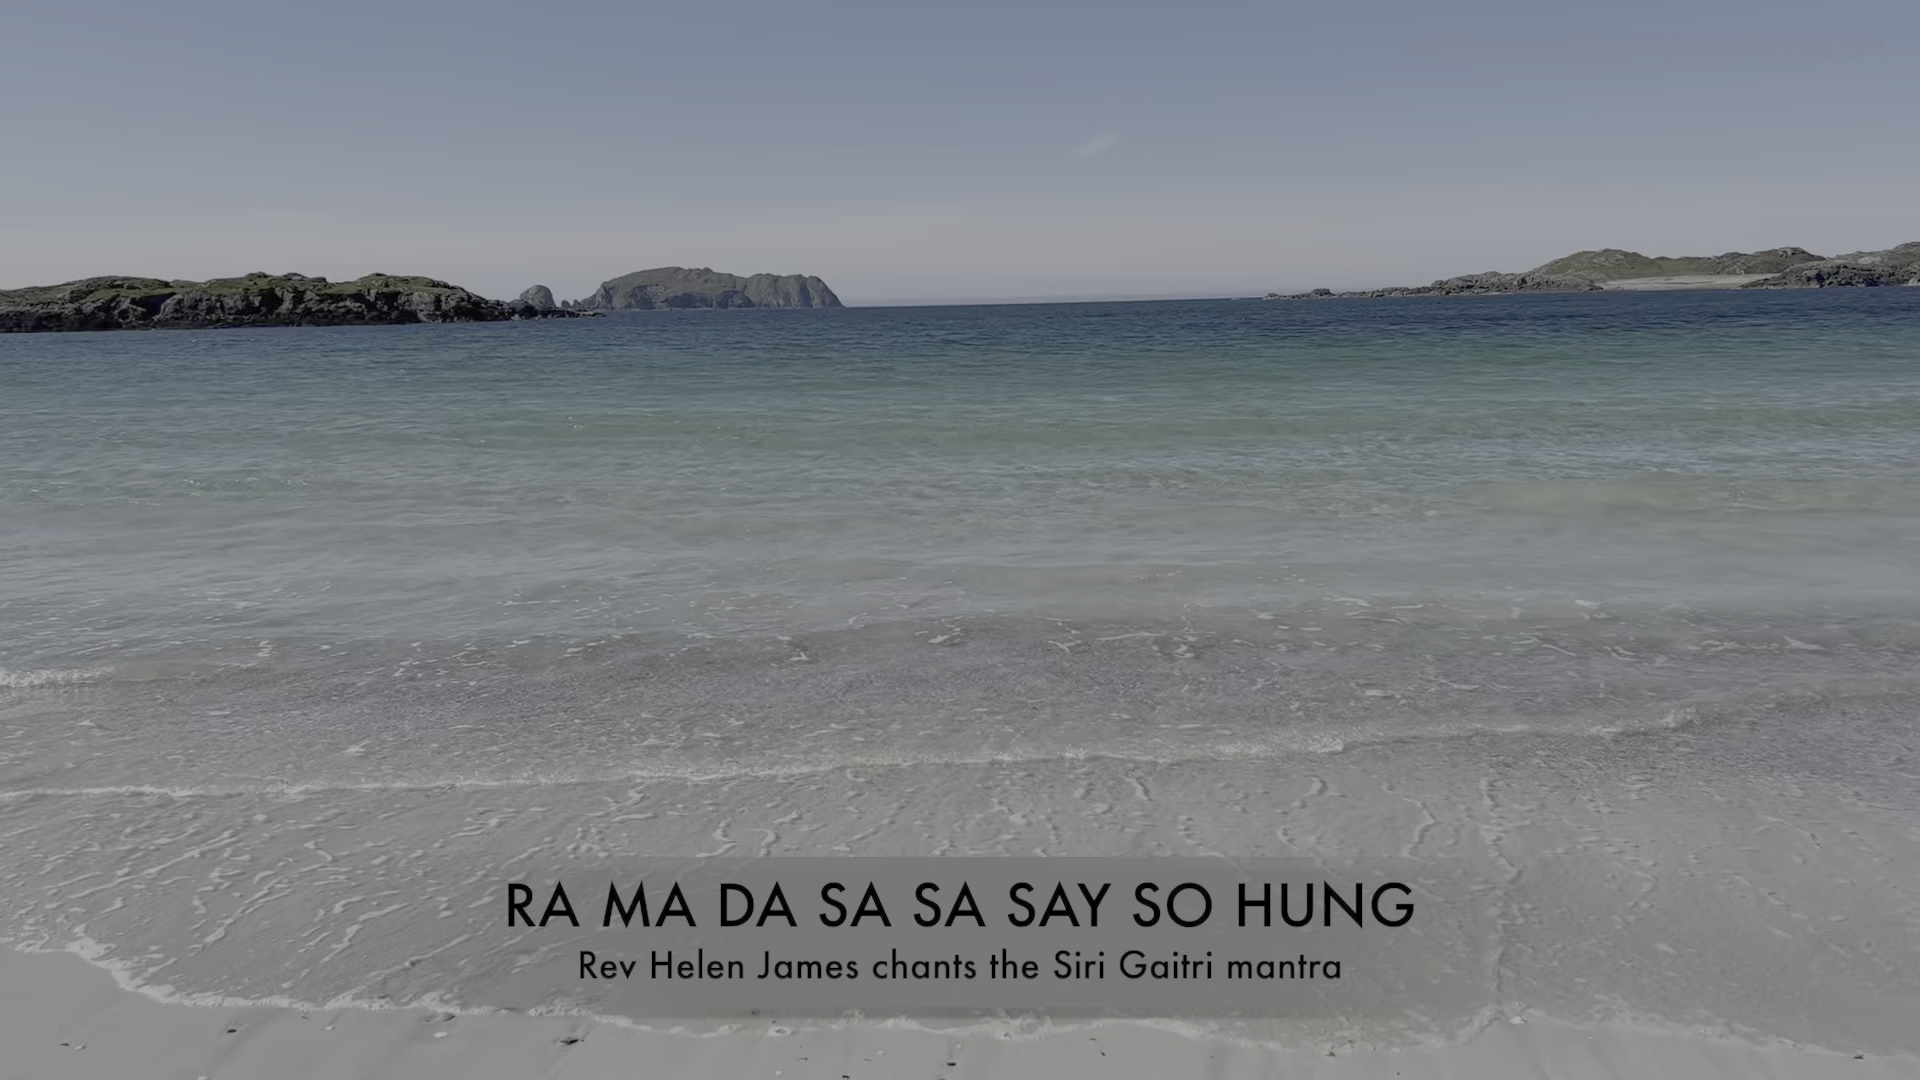 RA MA DA SA SA SAY SO HUNG
Rev Helen James chants the Siri Gaitri mantra